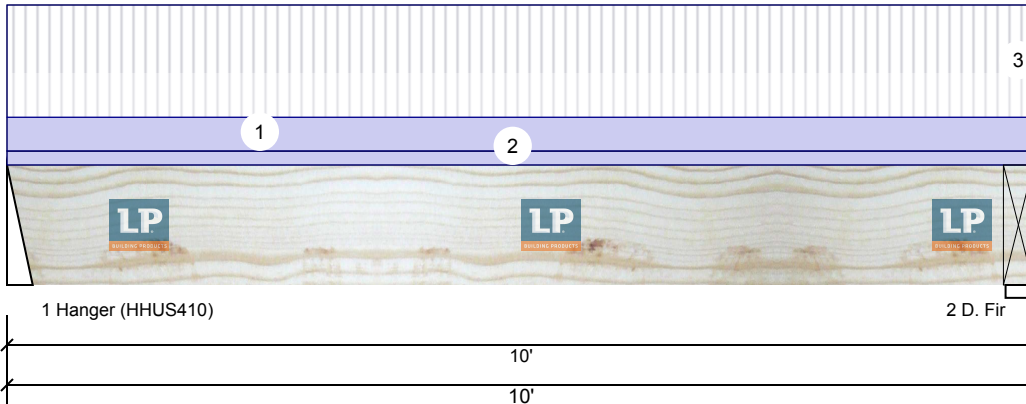 3
1
2
LP
BUILDING PRODUCTS
LP
BUILDING PRODUCTS
LP
BUILDING PRODUCTS
1 Hanger (HHUS410)
2 D. Fir
10'
10'